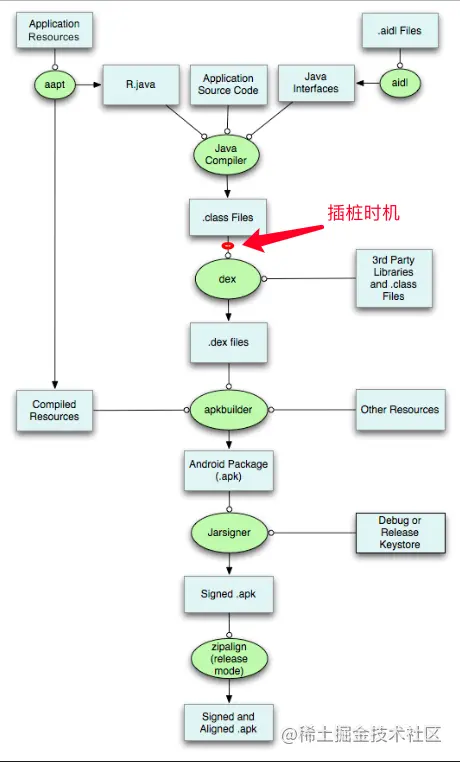 Application
Resources
.aidl Files
aapt
R.java
Application
Source Code
Java
Interfaces
aidl
Java
Compiler
.class Files
插桩时机
dex
3rd Party
Libraries
and .class
Files
.dex files
Compiled
Resources
apkbuilder
Other Resources
Android Package
(.apk)
Jarsigner
Debug or
Release
Keystore
Signed .apk
zipalign
(release
mode)
Signed and
Aligned .apk
@稀土掘金技术社区